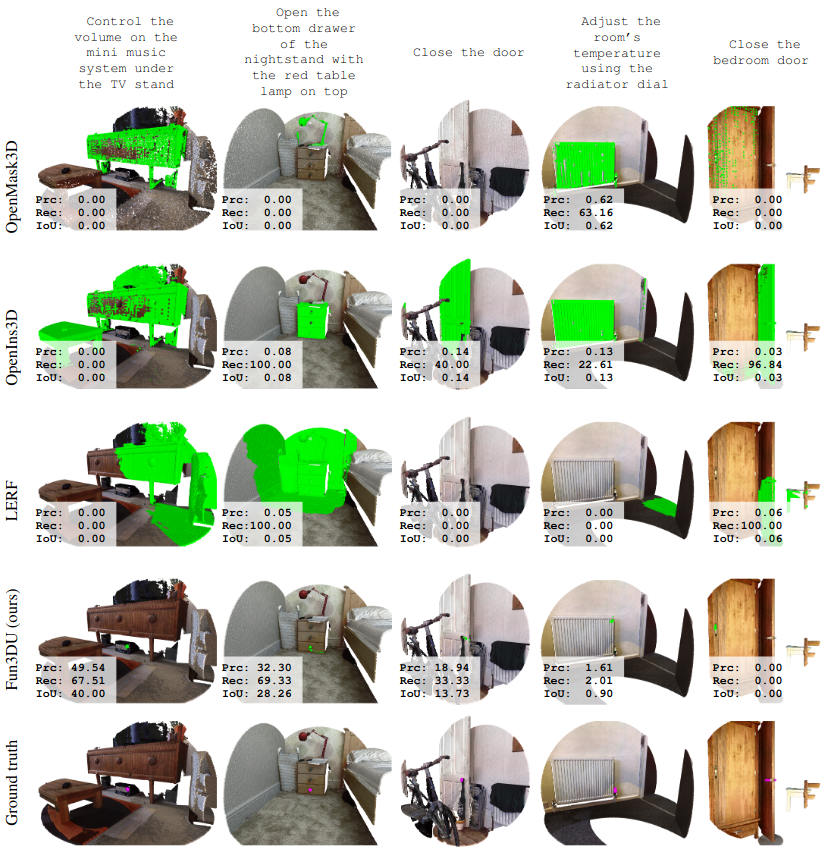 Control the
volume on the
mini music
system under
the TV stand
Open the
bottom drawer
of the
nightstand with
the red table
lamp on top
Close the door
Adjust the
room's
temperature
using the
radiator dial
Close the
bedroom door
OpenMask3D
Prc: 0.00
Rec: 0.00
IoU: 0.00
Prc: 0.00
Rec: 0.00
IoU: 0.00
Prc: 0.00
Rec: 0.00
IoU: 0.00
Prc: 0.62
Rec: 63.16
IoU: 0.62
Prc: 0.00
Rec: 0.00
IoU: 0.00
OpenIns3D
Prc: 0.00
Rec: 0.00
IoU: 0.00
Prc: 0.08
Rec:100.00
IoU: 0.08
Prc: 0.14
Rec: 40.00
IoU: 0.14
Prc: 0.13
Rec: 22.61
IoU: 0.13
Prc: 0.03
Rec: 96.84
IoU: 0.03
LERF
Prc: 0.00
Rec: 0.00
IoU: 0.00
Prc: 0.05
Rec:100.00
IoU: 0.05
Prc: 0.00
Rec: 0.00
IoU: 0.00
Prc: 0.00
Rec: 0.00
IoU: 0.00
Prc: 0.06
Rec:100.00
IoU: 0.06
Fun3DU (ours)
Prc: 49.54
Rec: 67.51
IoU: 40.00
Prc: 32.30
Rec: 69.33
IoU: 28.26
Prc: 18.94
Rec: 33.33
IoU: 13.73
Prc: 1.61
Rec: 2.01
IoU: 0.90
Prc: 0.00
Rec: 0.00
IoU: 0.00
Ground truth